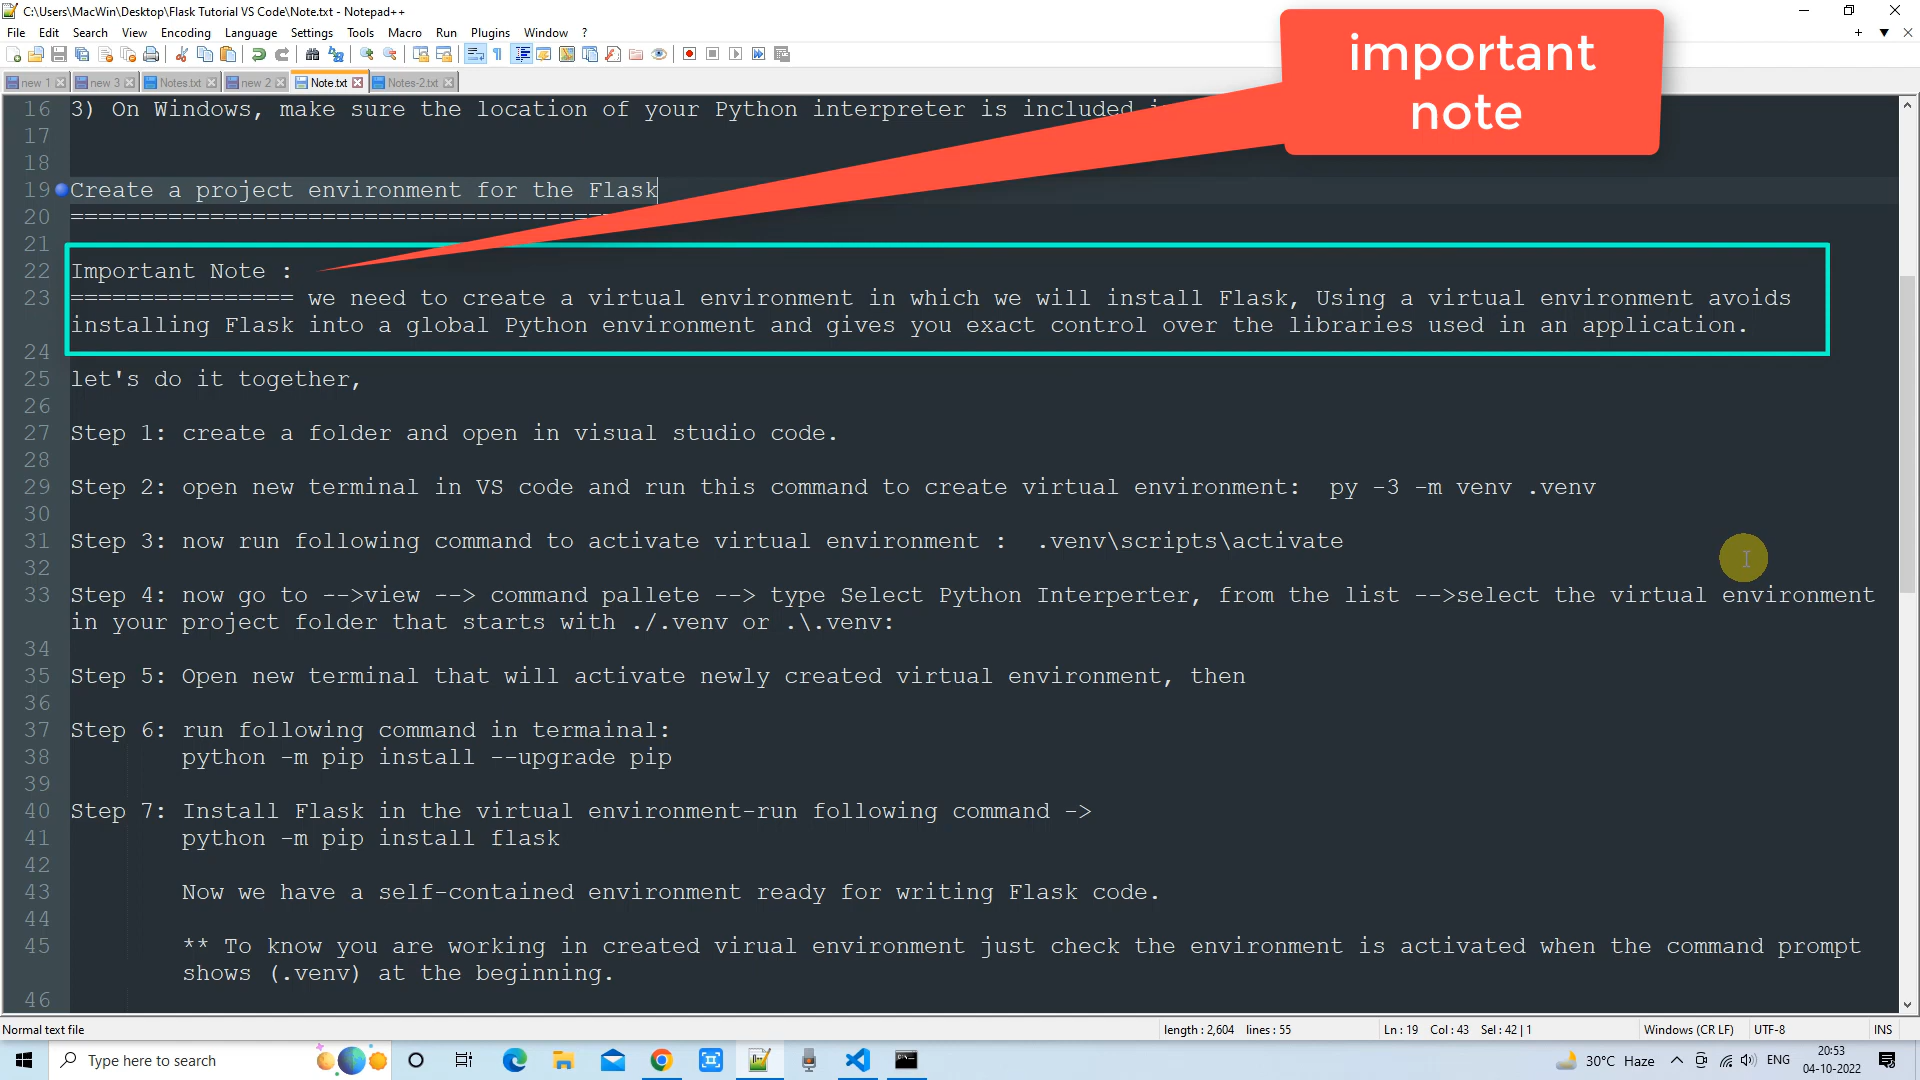 C:\Users\MacWin\Desktop\Flask Tutorial VS Code\Note.txt - Notepad++
File Edit Search View Encoding Language Settings Tools Macro Run Plugins Window ?
new 1 new 3 Notes.txt new 2 Note.txt Notes-2.txt
important
note
16 3) On Windows, make sure the location of your Python interpreter is included
17
18
19 Create a project environment for the Flask
20 ======================================
21
22 Important Note :
23 ================ we need to create a virtual environment in which we will install Flask, Using a virtual environment avoids
installing Flask into a global Python environment and gives you exact control over the libraries used in an application.
24
25 let's do it together,
26
27 Step 1: create a folder and open in visual studio code.
28
29 Step 2: open new terminal in VS code and run this command to create virtual environment:  py -3 -m venv .venv
30
31 Step 3: now run following command to activate virtual environment :  .venv\scripts\activate
32
33 Step 4: now go to -->view --> command pallete --> type Select Python Interperter, from the list -->select the virtual environment
in your project folder that starts with ./.venv or .\.venv:
34
35 Step 5: Open new terminal that will activate newly created virtual environment, then
36
37 Step 6: run following command in termainal:
38 python -m pip install --upgrade pip
39
40 Step 7: Install Flask in the virtual environment-run following command ->
41 python -m pip install flask
42
43 Now we have a self-contained environment ready for writing Flask code.
44
45 ** To know you are working in created virual environment just check the environment is activated when the command prompt
shows (.venv) at the beginning.
46
Normal text file length : 2,604 lines : 55 Ln : 19 Col : 43 Sel : 42 | 1 Windows (CR LF) UTF-8 INS
Type here to search 30°C Haze ENG 20:53
04-10-2022